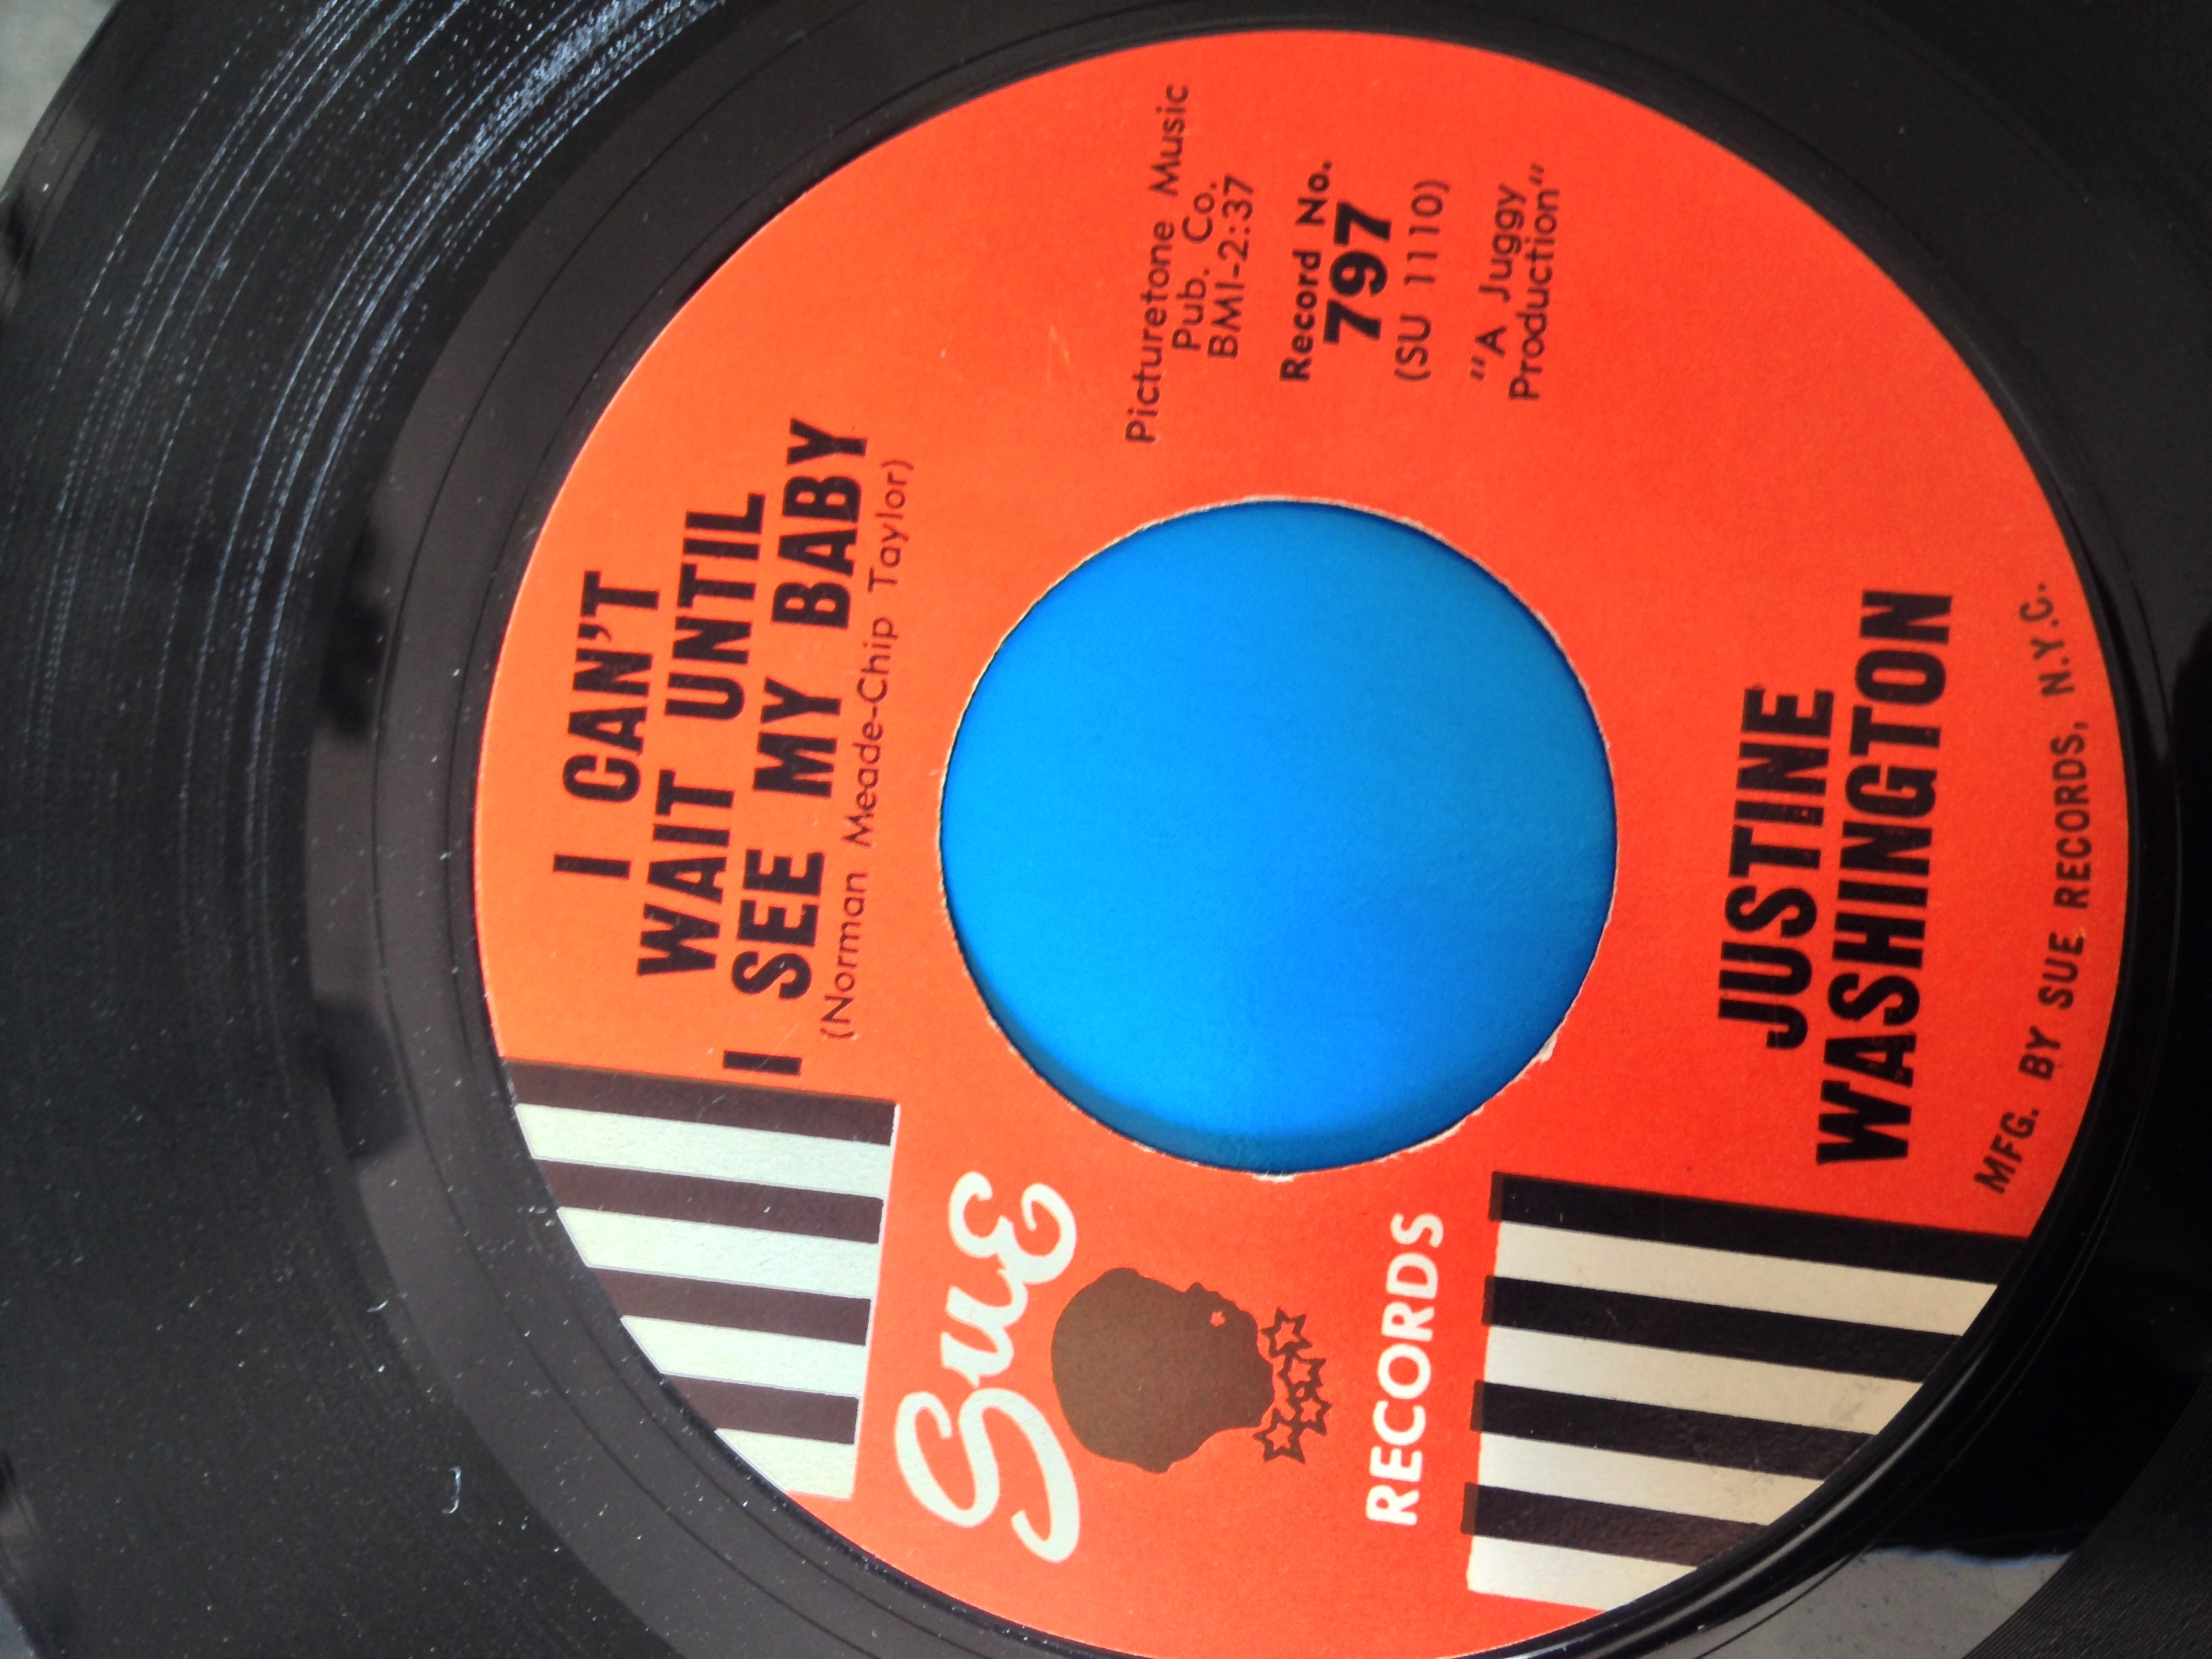 I CAN'T
WAIT UNTIL
I SEE MY BABY
(Norman Meade-Chip Taylor)
SuE
RECORDS
Picturetone Music
Pub. Co.
BMI-2:37
Record No.
797
(SU 1110)
"A Juggy
Production"
JUSTINE
WASHINGTON
MFG. BY SUE RECORDS, N.Y.C.